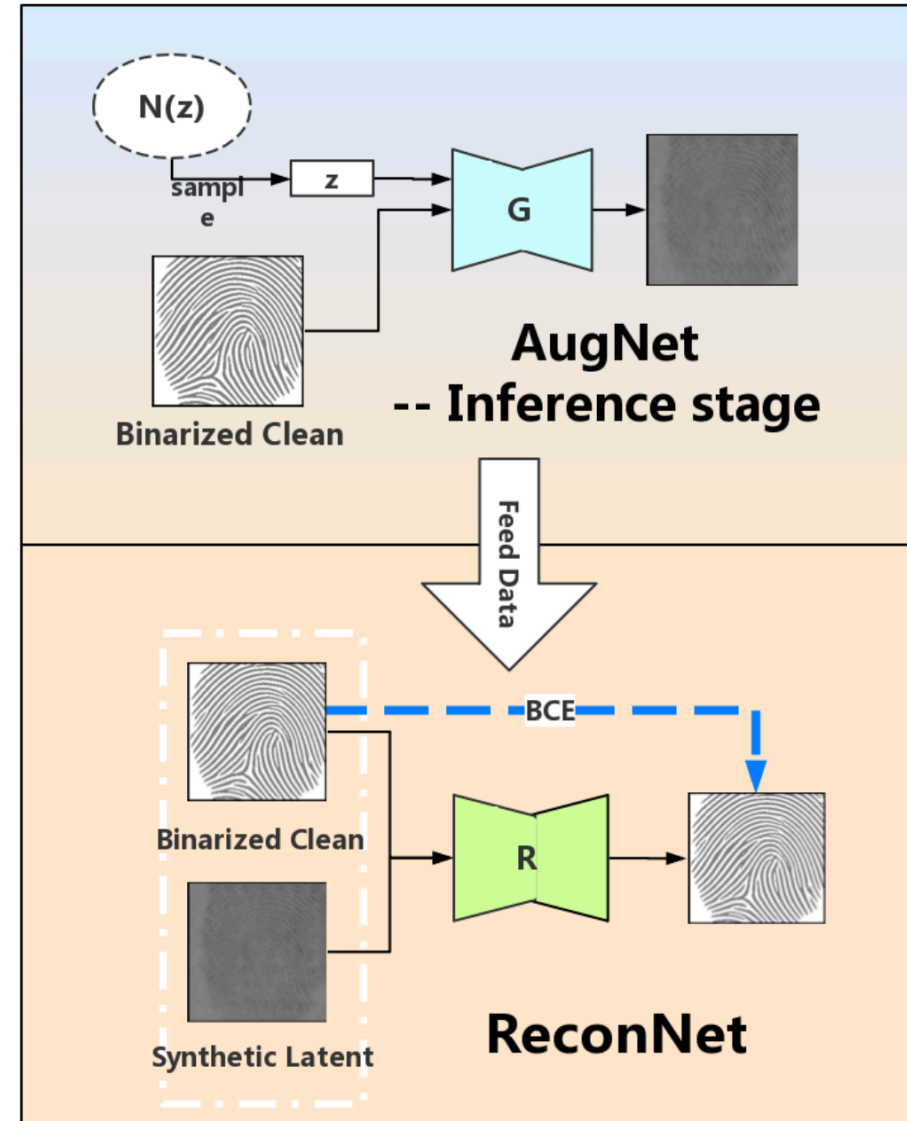 N(z)
sampl
e
z
G
Binarized Clean
AugNet
-- Inference stage
Feed Data
BCE
Binarized Clean
R
Synthetic Latent
ReconNet